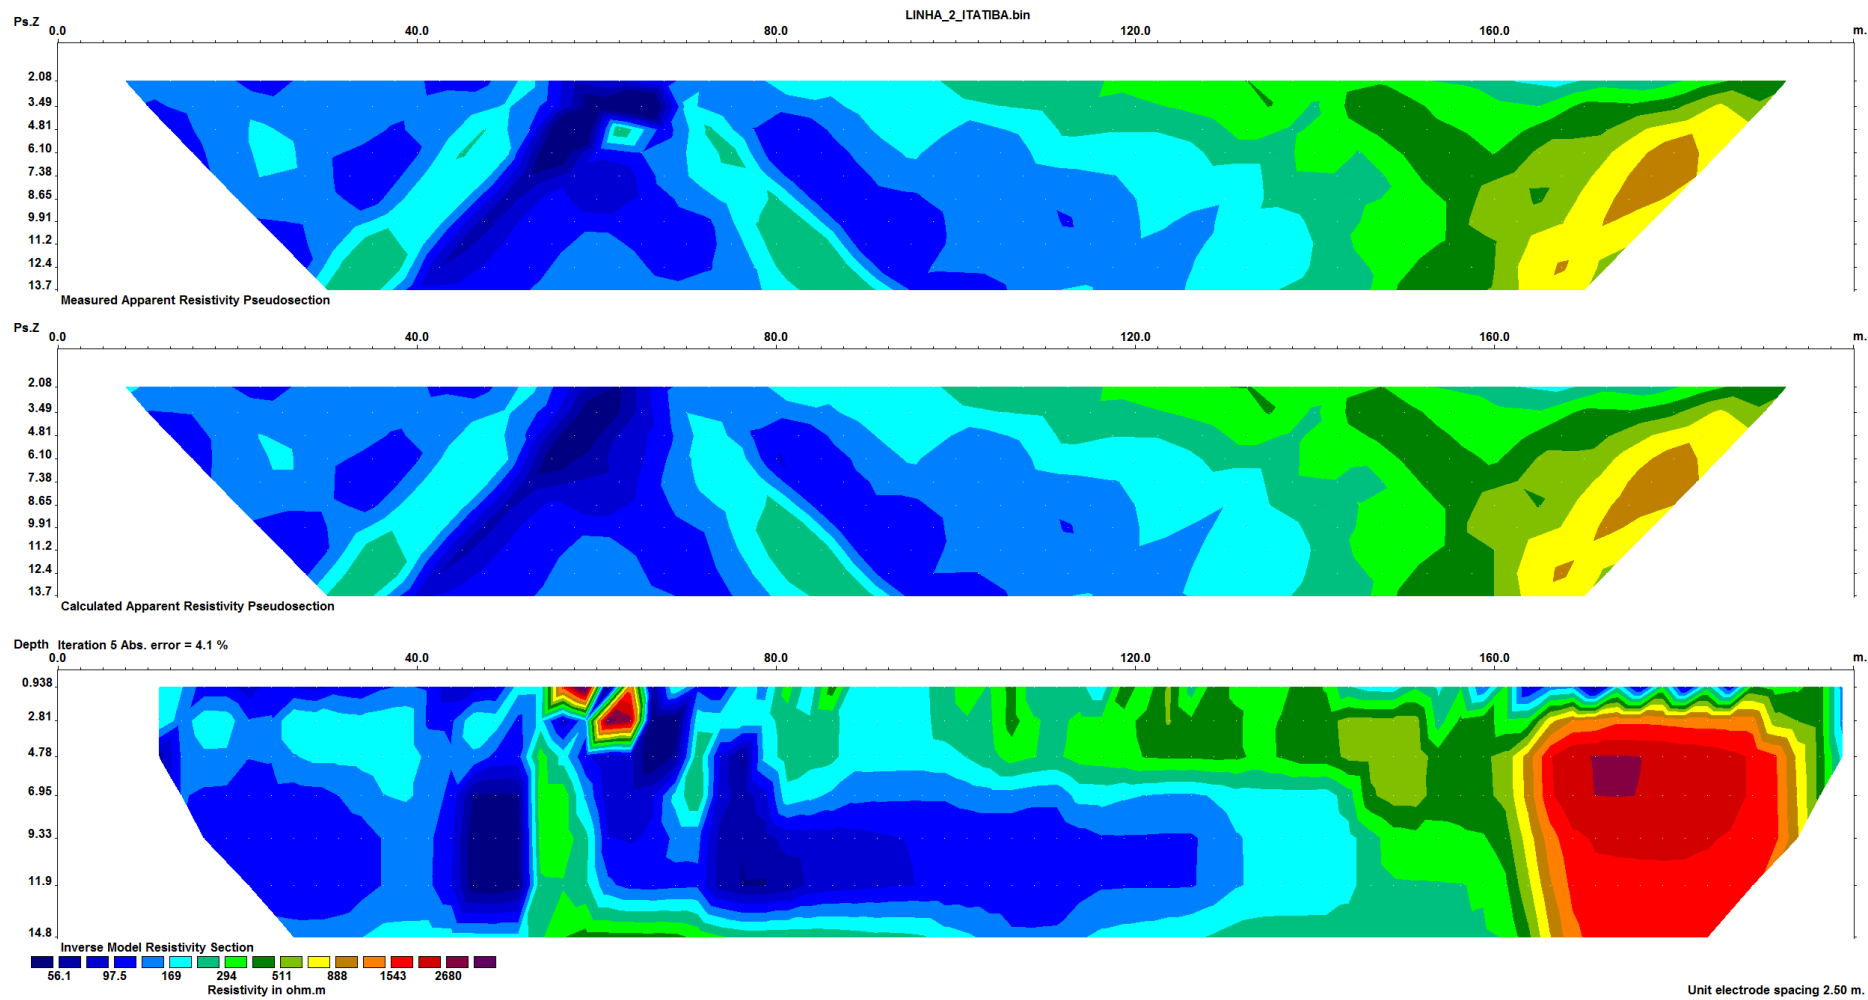 LINHA_2_ITATIBA.bin
Ps.Z 0.0 40.0 80.0 120.0 160.0 m.
2.08
3.49
4.81
6.10
7.38
8.65
9.91
11.2
12.4
13.7
Measured Apparent Resistivity Pseudosection
Ps.Z 0.0 40.0 80.0 120.0 160.0 m.
2.08
3.49
4.81
6.10
7.38
8.65
9.91
11.2
12.4
13.7
Calculated Apparent Resistivity Pseudosection
Depth Iteration 5 Abs. error = 4.1 %
0.0 40.0 80.0 120.0 160.0 m.
0.938
2.81
4.78
6.95
9.33
11.9
14.8
Inverse Model Resistivity Section
56.1 97.5 169 294 511 888 1543 2680
Resistivity in ohm.m
Unit electrode spacing 2.50 m.